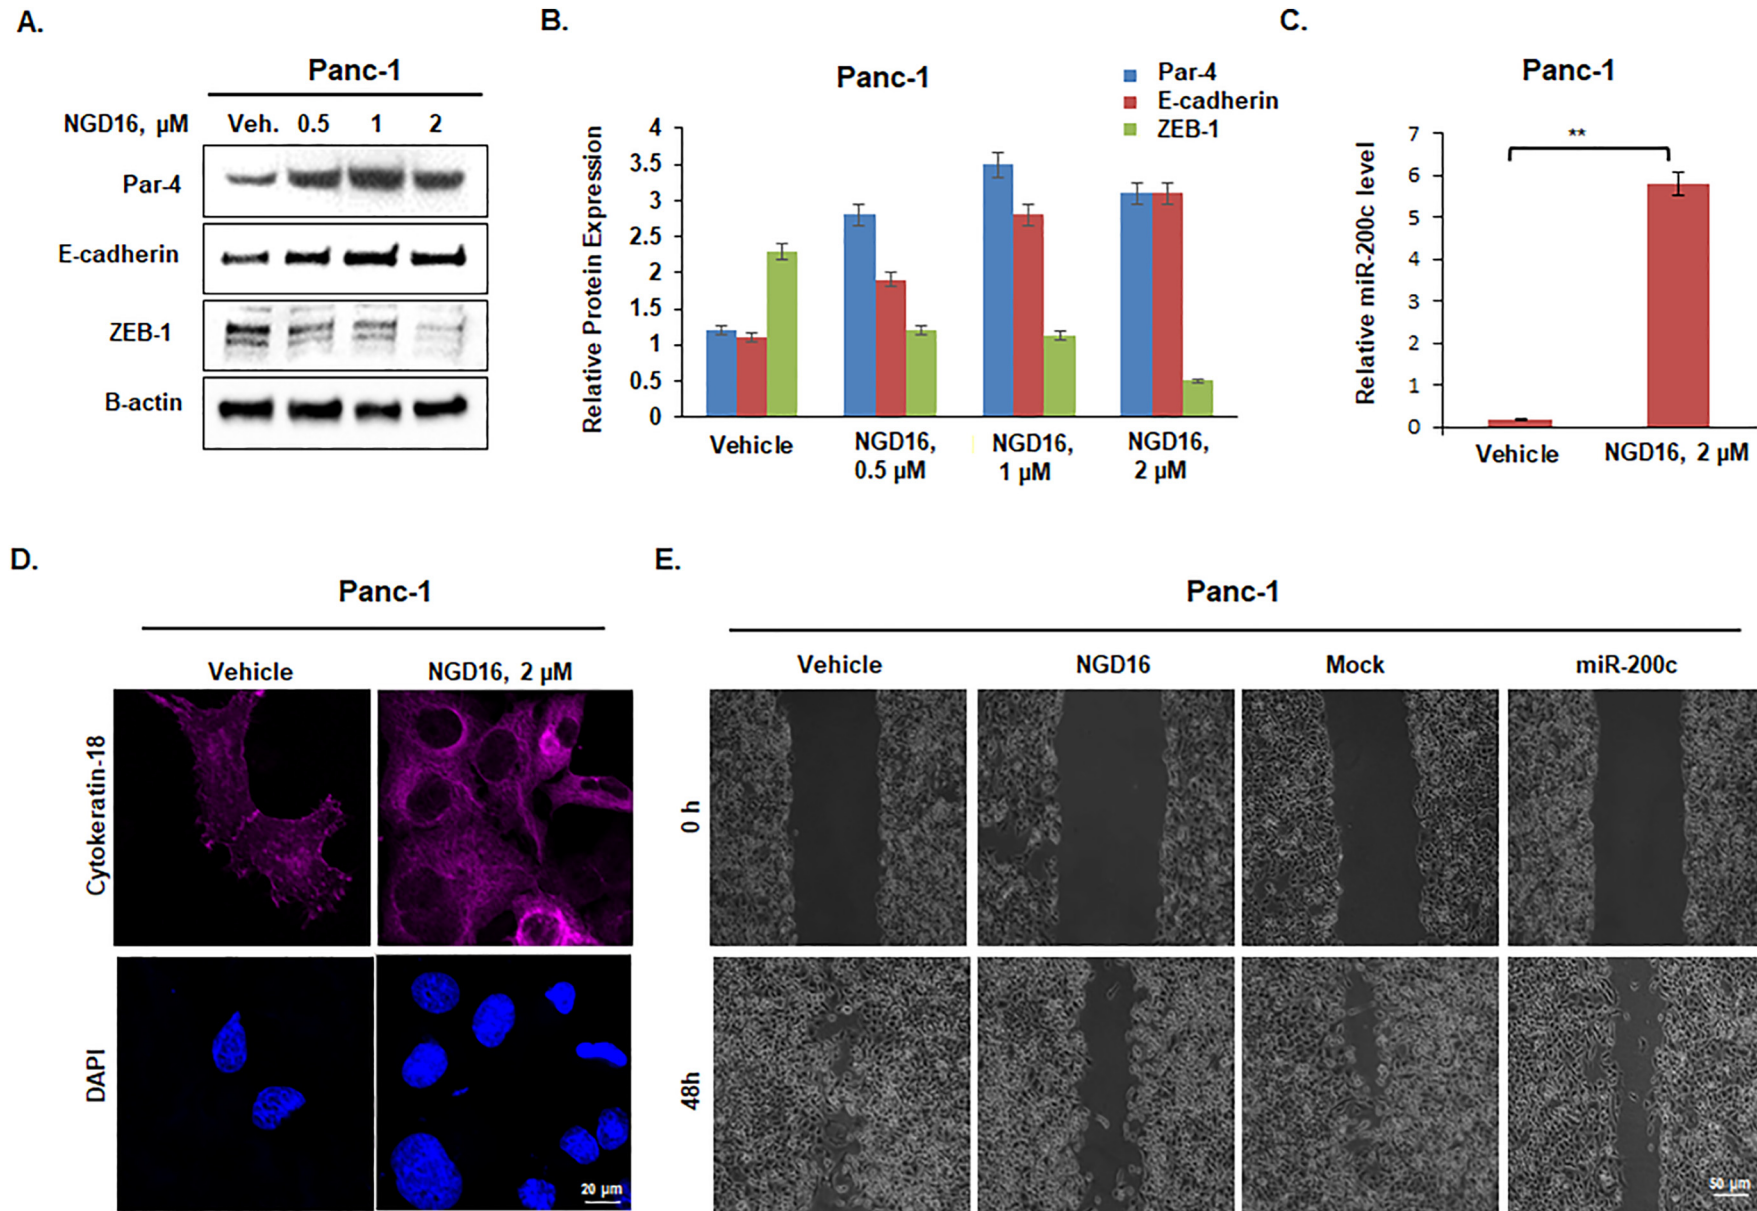 A.
Panc-1
NGD16, µM Veh. 0.5 1 2
Par-4
E-cadherin
ZEB-1
B-actin
B.
Panc-1
Par-4
E-cadherin
ZEB-1
Relative Protein Expression
4
3.5
3
2.5
2
1.5
1
0.5
0
Vehicle
NGD16,
0.5 µM
NGD16,
1 µM
NGD16,
2 µM
C.
Panc-1
**
Relative miR-200c level
7
6
5
4
3
2
1
0
Vehicle
NGD16, 2 µM
D.
Panc-1
Vehicle
NGD16, 2 µM
Cytokeratin-18
DAPI
20 µm
E.
Panc-1
Vehicle
NGD16
Mock
miR-200c
0 h
48h
50 µm